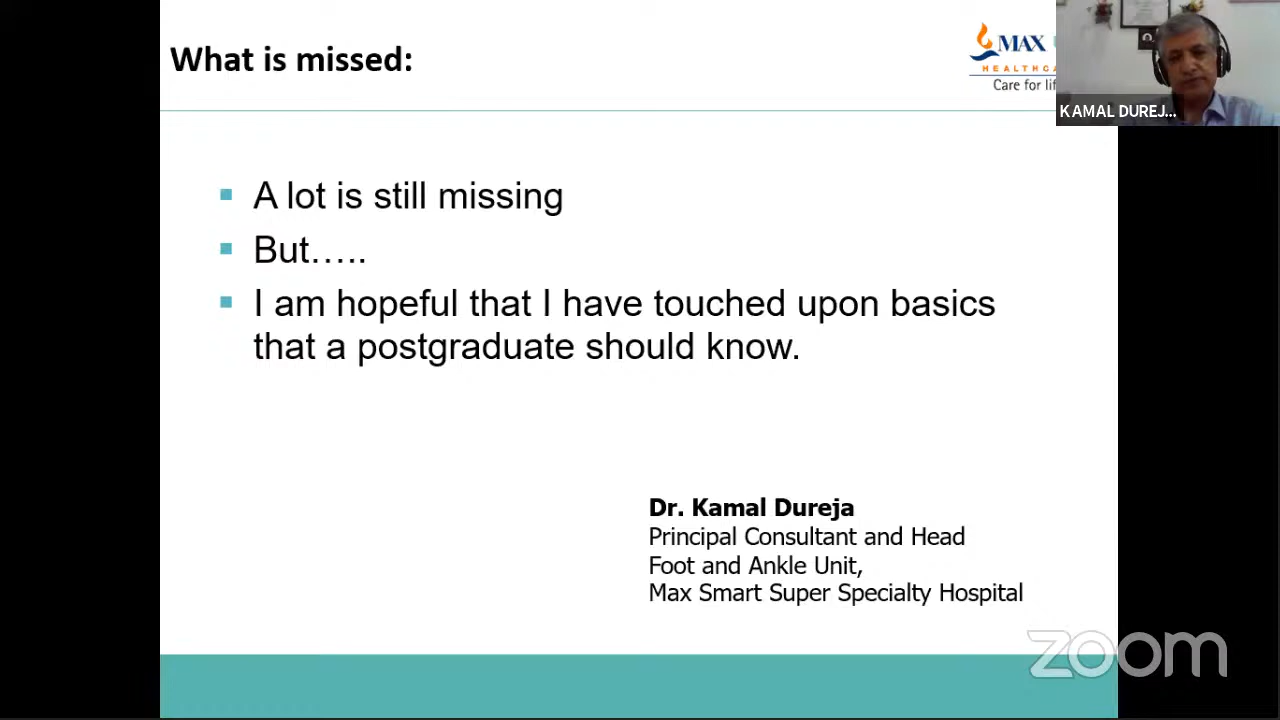 What is missed:
MAX
HEALTHC
Care for lif
KAMAL DUREJ...
A lot is still missing
But…..
I am hopeful that I have touched upon basics
that a postgraduate should know.
Dr. Kamal Dureja
Principal Consultant and Head
Foot and Ankle Unit,
Max Smart Super Specialty Hospital
zoom